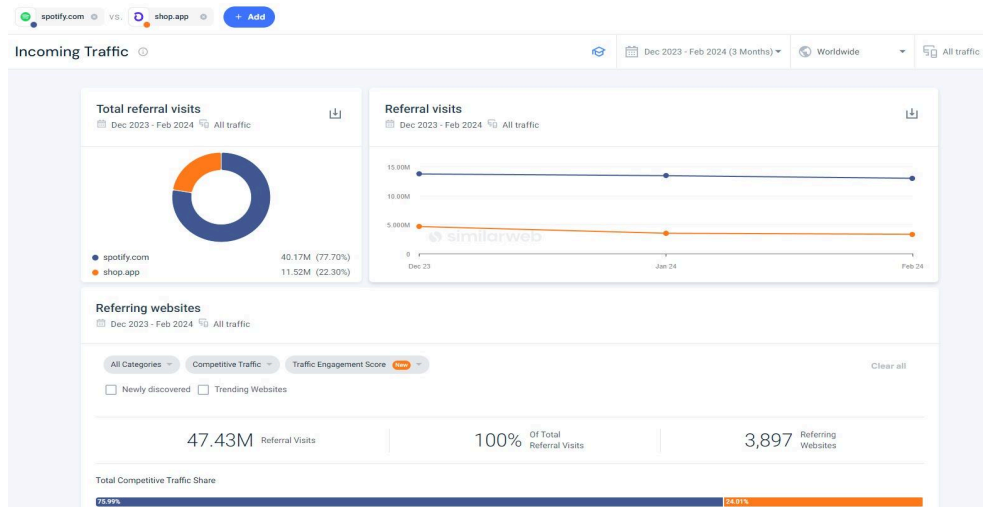 spotify.com vs. shop.app + Add
Incoming Traffic
Dec 2023 - Feb 2024 (3 Months)
Worldwide
All traffic
Total referral visits
Dec 2023 - Feb 2024 All traffic
spotify.com 40.17M (77.70%)
shop.app 11.52M (22.30%)
Referral visits
Dec 2023 - Feb 2024 All traffic
15.00M
10.00M
5.000M
0
similarweb
Dec 23 Jan 24 Feb 24
Referring websites
Dec 2023 - Feb 2024 All traffic
All Categories Competitive Traffic Traffic Engagement Score New
Clear all
Newly discovered Trending Websites
47.43M Referral Visits
100% Of Total
Referral Visits
3,897 Referring
Websites
Total Competitive Traffic Share
75.99% 24.01%